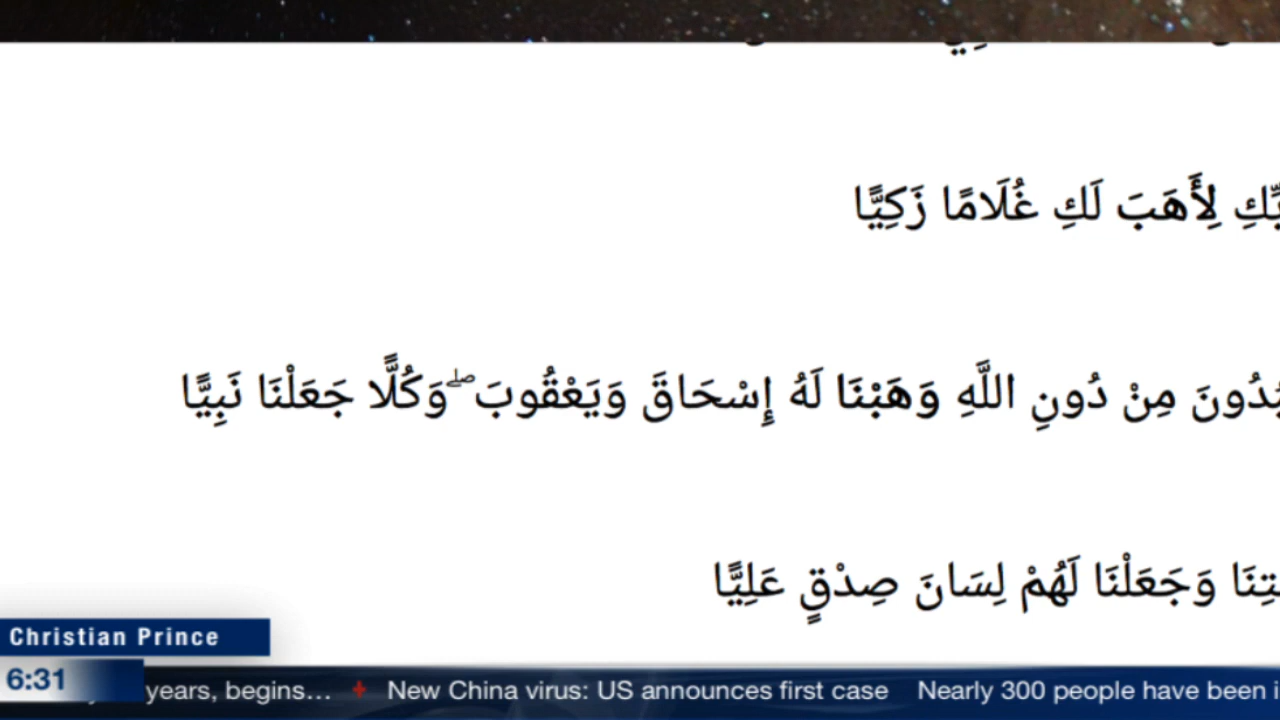 لِأَهَبَ لَكِ غُلَامًا زَكِيًّا
مِنْ دُونِ اللَّهِ وَهَبْنَا لَهُ إِسْحَاقَ وَيَعْقُوبَ ۖ وَكُلًّا جَعَلْنَا نَبِيًّا
وَجَعَلْنَا لَهُمْ لِسَانَ صِدْقٍ عَلِيًّا
Christian Prince
6:31
years, begins... New China virus: US announces first case Nearly 300 people have been